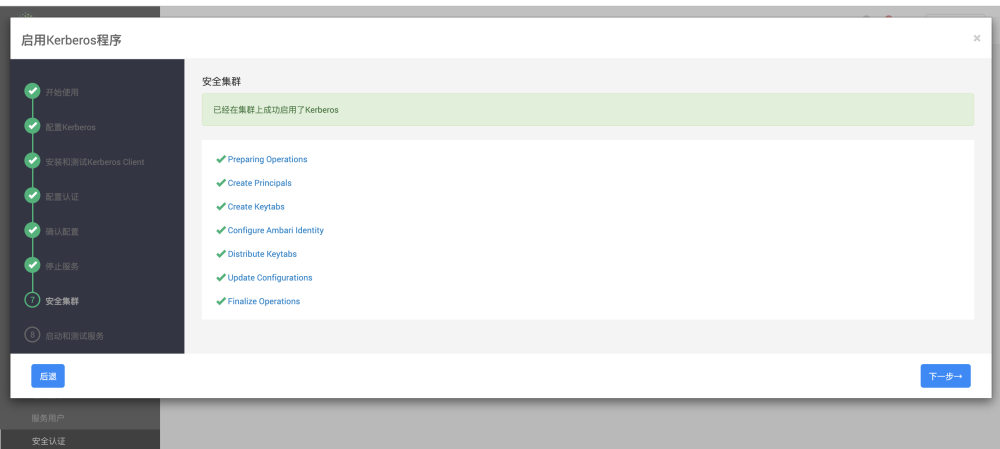 启用Kerberos程序
×
开始使用
配置Kerberos
安装和测试Kerberos Client
配置认证
确认配置
停止服务
7 安全集群
8 启动和测试服务
安全集群
已经在集群上成功启用了Kerberos
Preparing Operations
Create Principals
Create Keytabs
Configure Ambari Identity
Distribute Keytabs
Update Configurations
Finalize Operations
后退
下一步→
服务用户
安全认证